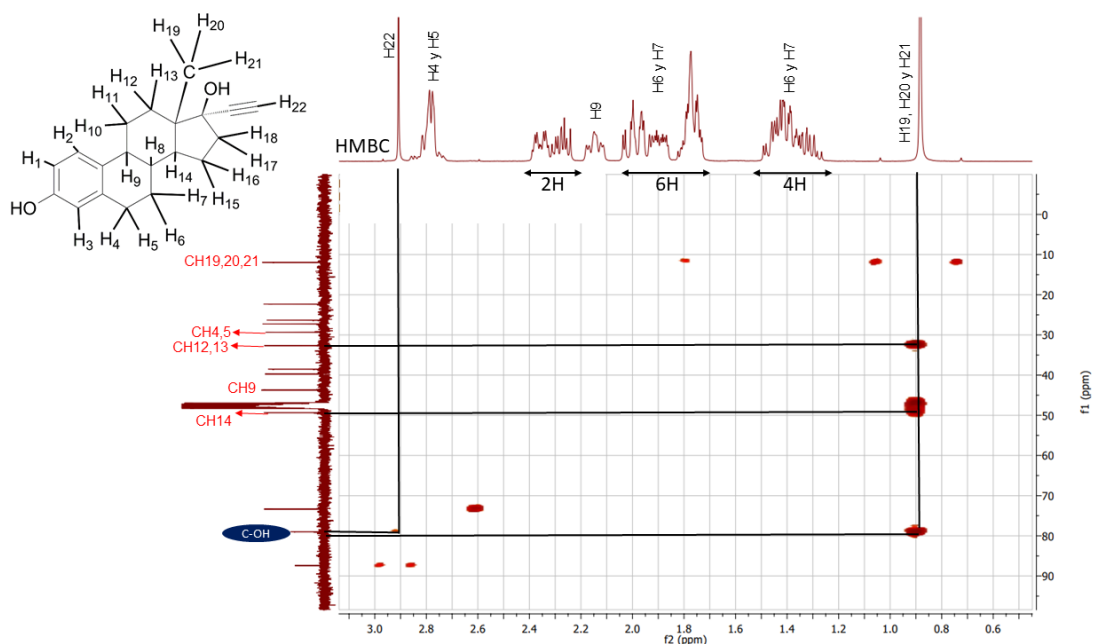 H20
H19
H12
H13
C
H21
H11
OH
H22
H10
H2
H18
H1
H8
H17
H9
H14
H16
HO
H7
H15
H3
H4
H5
H6
HMBC
H22
H4 y H5
H9
H6 y H7
H6 y H7
H19, H20 y H21
2H
6H
4H
CH19,20,21
CH4,5
CH12,13
CH9
CH14
C-OH
0
10
20
30
40
50
60
70
80
90
f1 (ppm)
3.0 2.8 2.6 2.4 2.2 2.0 1.8 1.6 1.4 1.2 1.0 0.8 0.6
f2 (ppm)